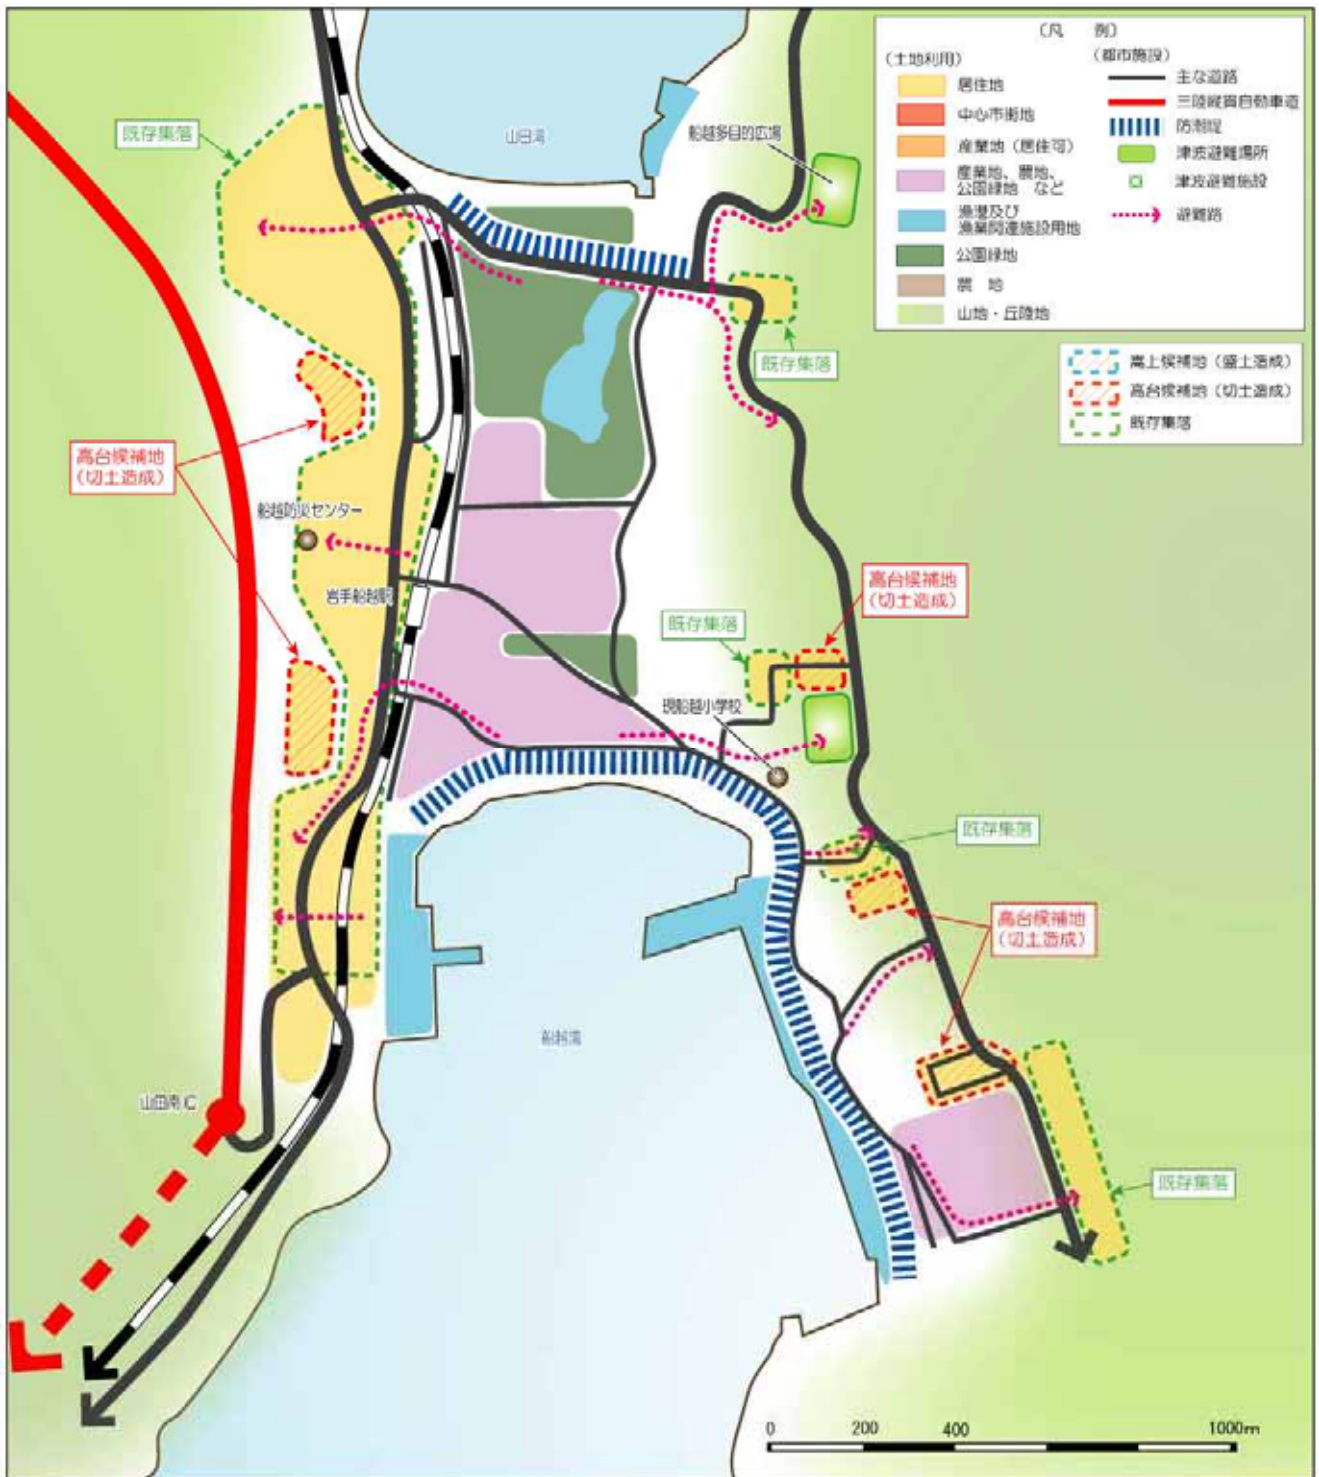 (凡 例)
(土地利用)
居住地
中心市街地
産業地(居住可)
産業地、農地、
公園緑地 など
漁港及び
漁業関連施設用地
公園緑地
農 地
山地・丘陵地
(都市施設)
主な道路
三陸縦貫自動車道
防潮堤
津波避難場所
津波避難施設
避難路
嵩上候補地(盛土造成)
高台候補地(切土造成)
既存集落
既存集落
山田湾
船越多目的広場
既存集落
高台候補地
(切土造成)
船越防災センター
岩手船越駅
高台候補地
(切土造成)
既存集落
現船越小学校
既存集落
高台候補地
(切土造成)
船越湾
山田南IC
既存集落
0 200 400 1000m